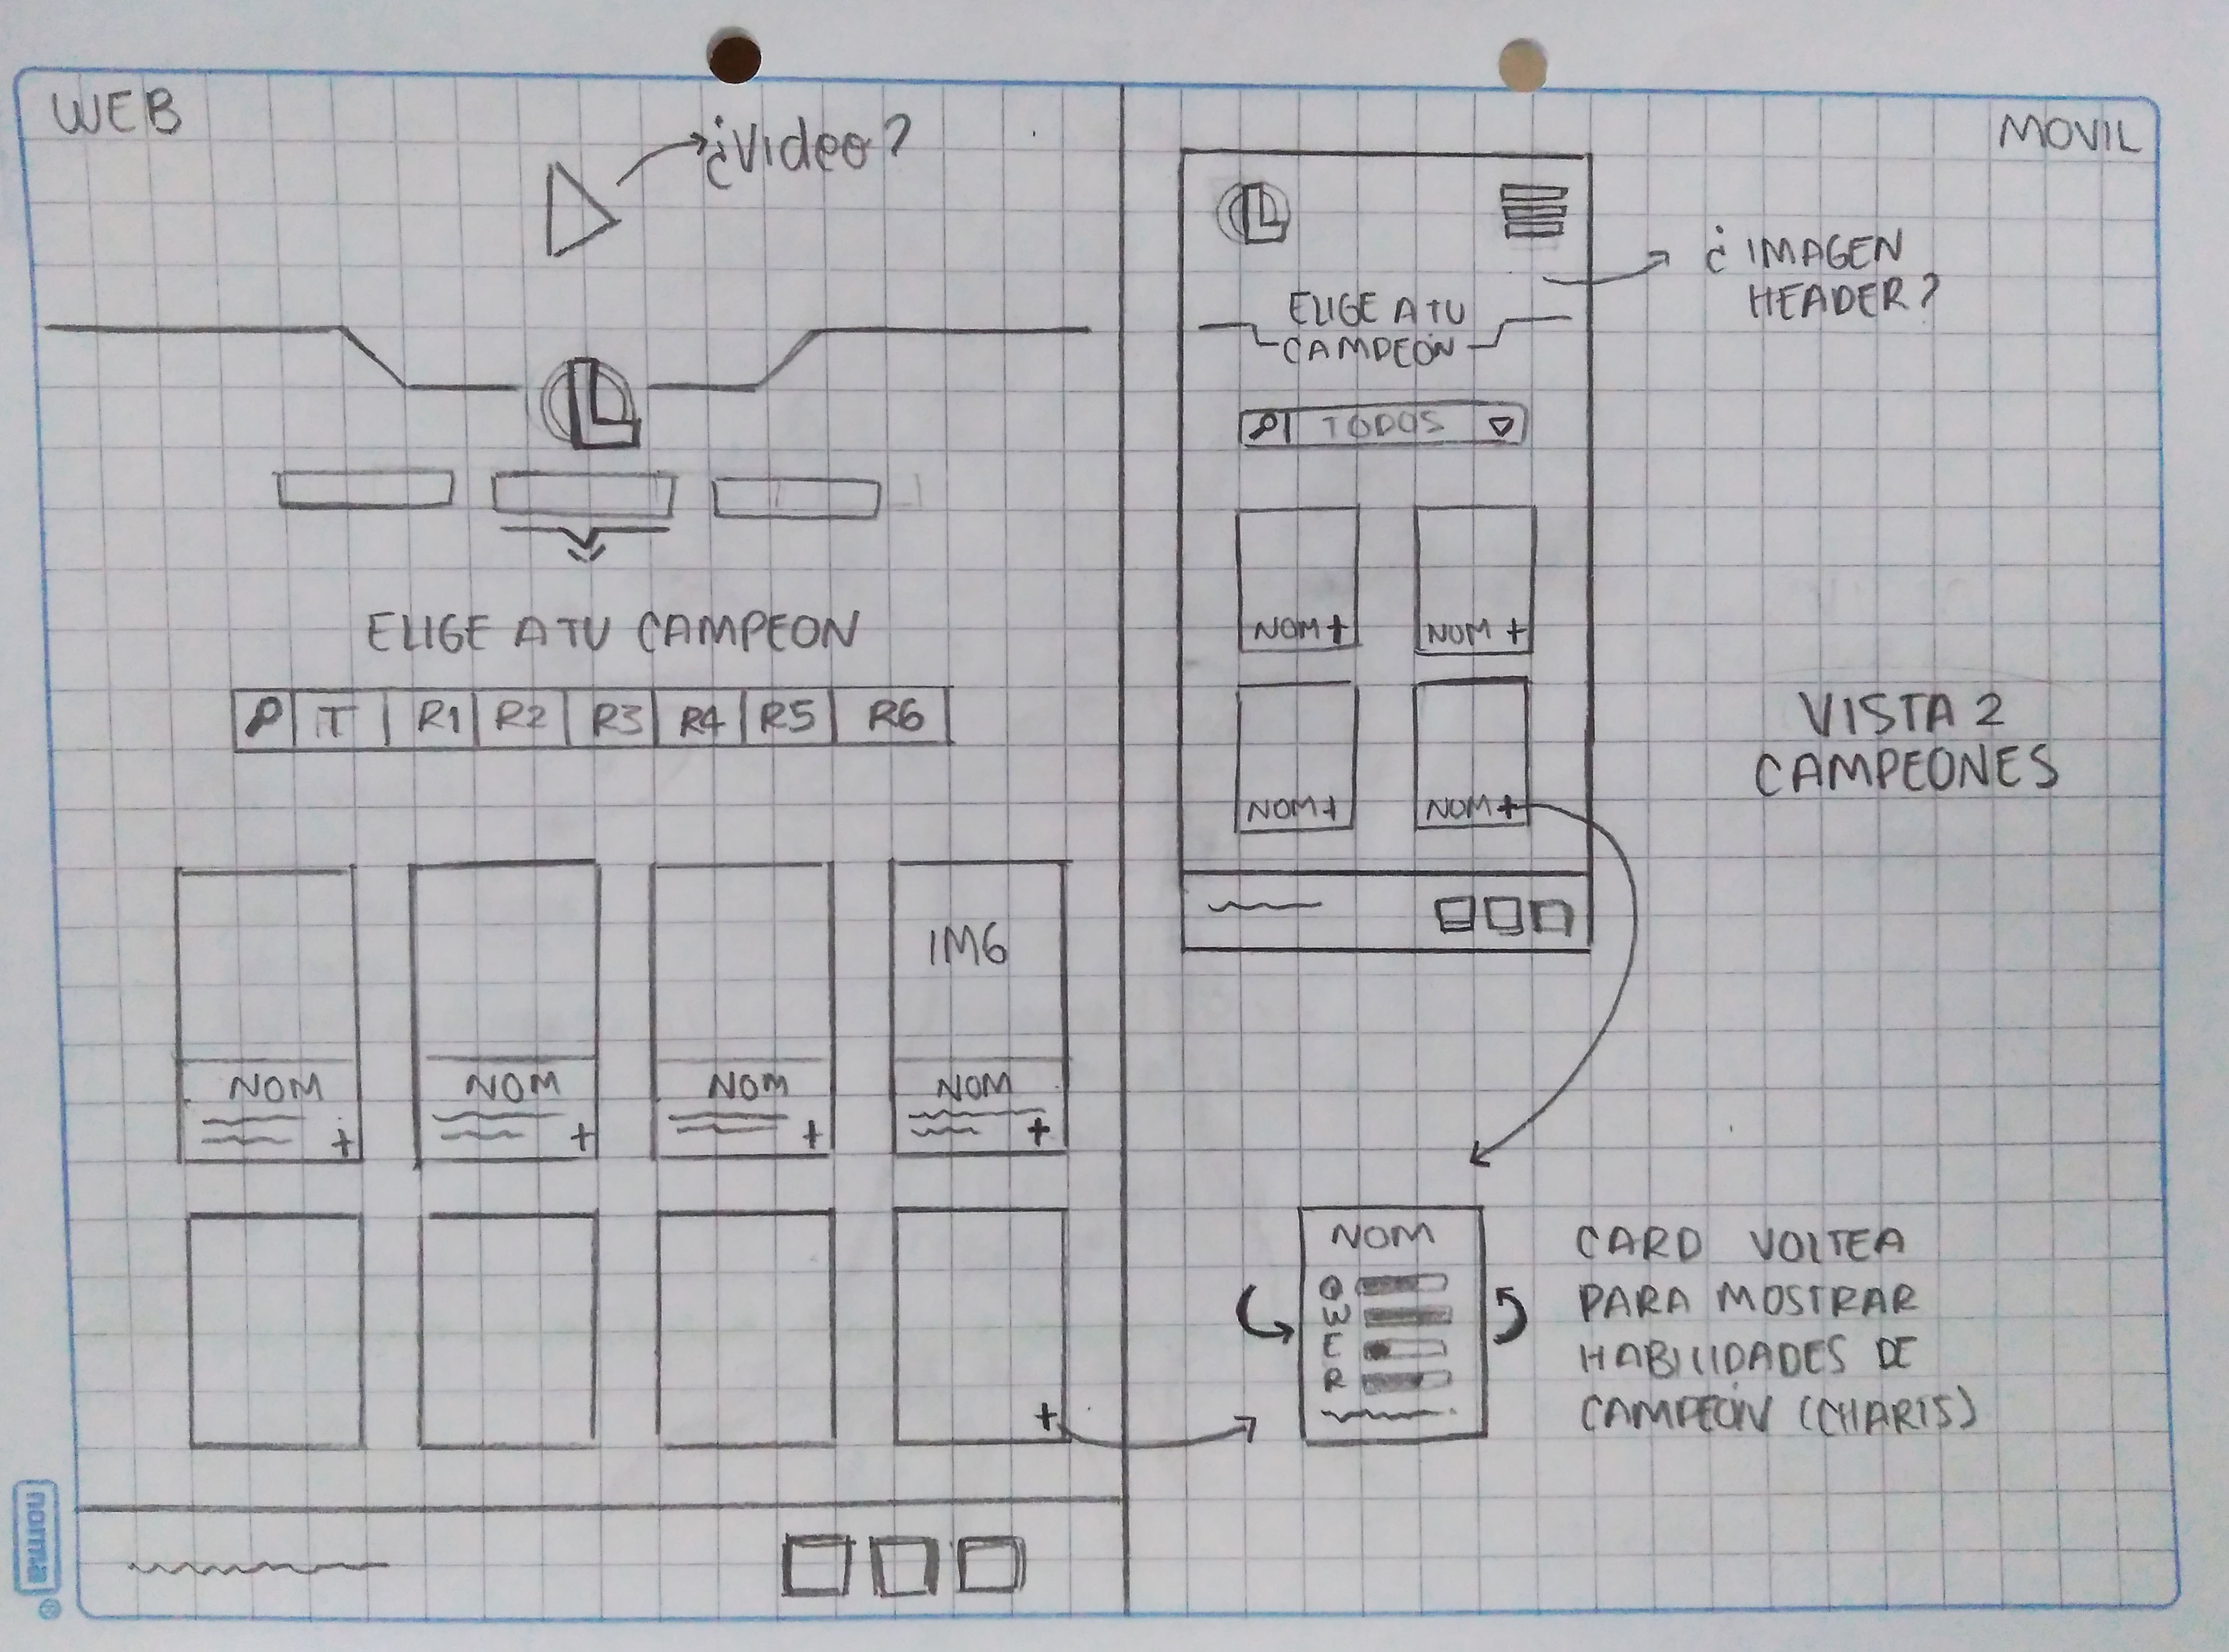 WEB
¿Video?
L
ELIGE A TU CAMPEON
T R1 R2 R3 R4 R5 R6
IMG
NOM NOM NOM NOM
+ + + +
+
MOVIL
L
¿IMAGEN
HEADER?
ELIGE A TU
CAMPEÓN
TODOS
NOM+ NOM+
NOM+ NOM+
VISTA 2
CAMPEONES
NOM
Q
W
E
R
CARD VOLTEA
PARA MOSTRAR
HABILIDADES DE
CAMPEÓN (CHARTS)
norma®